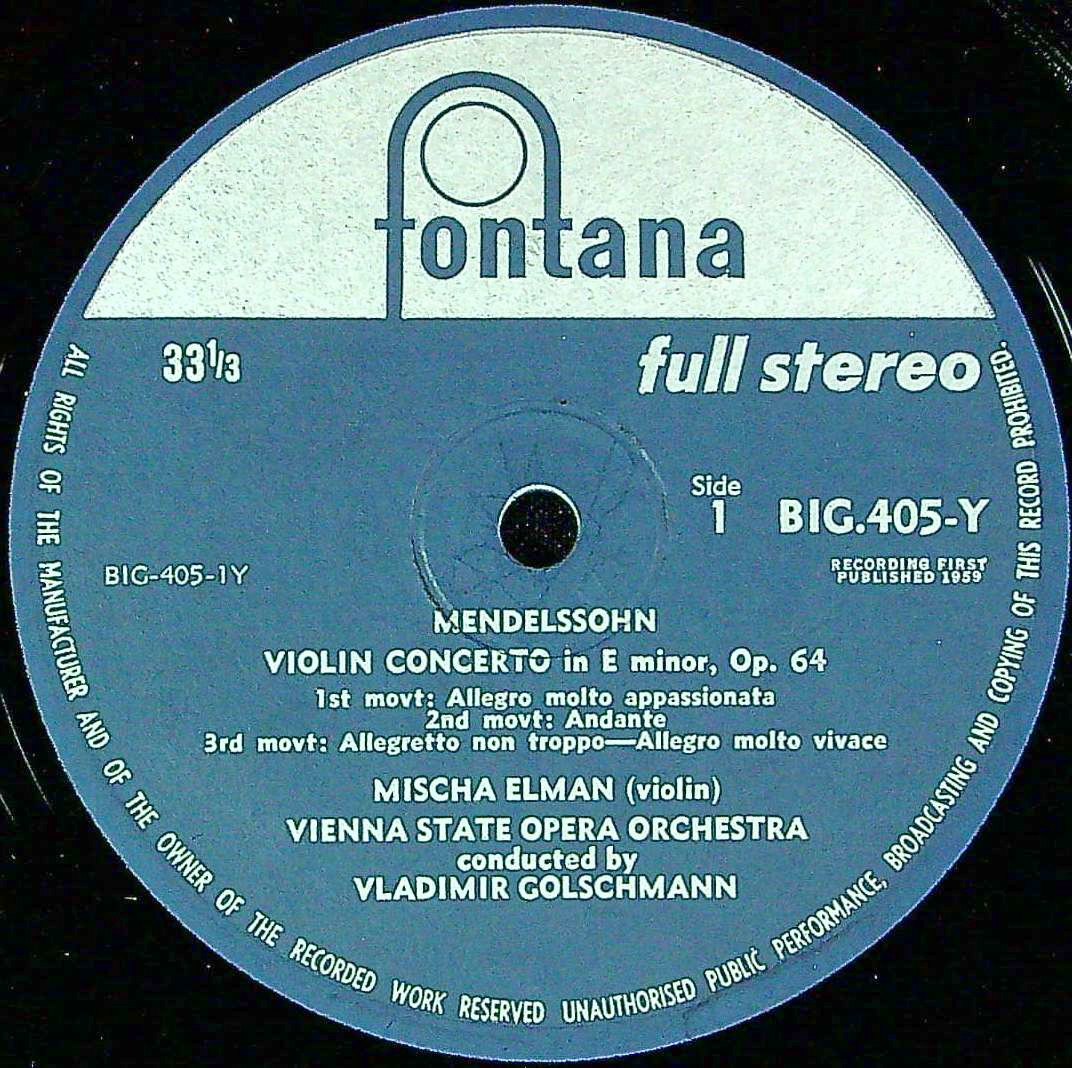 fontana
33 1/3
full stereo
Side
1
BIG.405-Y
RECORDING FIRST
PUBLISHED 1959
BIG-405-1Y
MENDELSSOHN
VIOLIN CONCERTO in E minor, Op. 64
1st movt: Allegro molto appassionata
2nd movt: Andante
3rd movt: Allegretto non troppo—Allegro molto vivace
MISCHA ELMAN (violin)
VIENNA STATE OPERA ORCHESTRA
conducted by
VLADIMIR GOLSCHMANN
ALL RIGHTS OF THE MANUFACTURER AND OF THE OWNER OF THE RECORDED WORK RESERVED UNAUTHORISED PUBLIC PERFORMANCE, BROADCASTING AND COPYING OF THIS RECORD PROHIBITED.